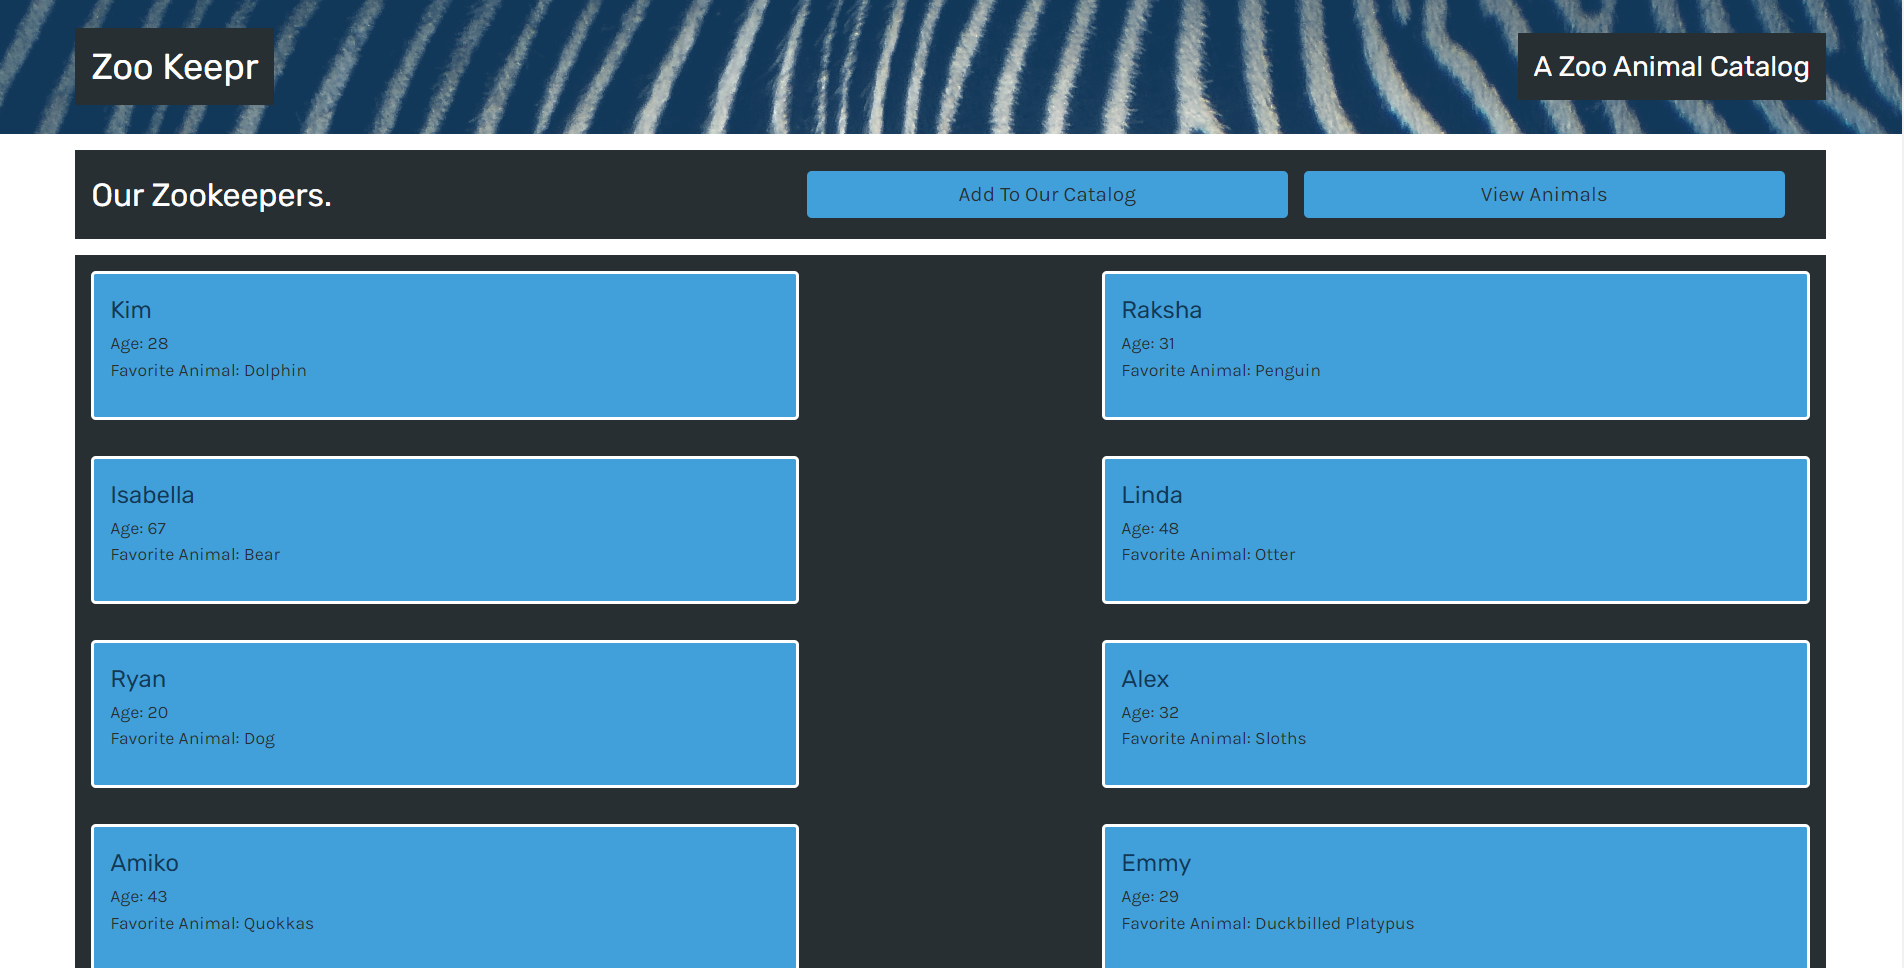 Zoo Keepr
A Zoo Animal Catalog
Our Zookeepers.
Add To Our Catalog
View Animals
Kim
Age: 28
Favorite Animal: Dolphin
Raksha
Age: 31
Favorite Animal: Penguin
Isabella
Age: 67
Favorite Animal: Bear
Linda
Age: 48
Favorite Animal: Otter
Ryan
Age: 20
Favorite Animal: Dog
Alex
Age: 32
Favorite Animal: Sloths
Amiko
Age: 43
Favorite Animal: Quokkas
Emmy
Age: 29
Favorite Animal: Duckbilled Platypus